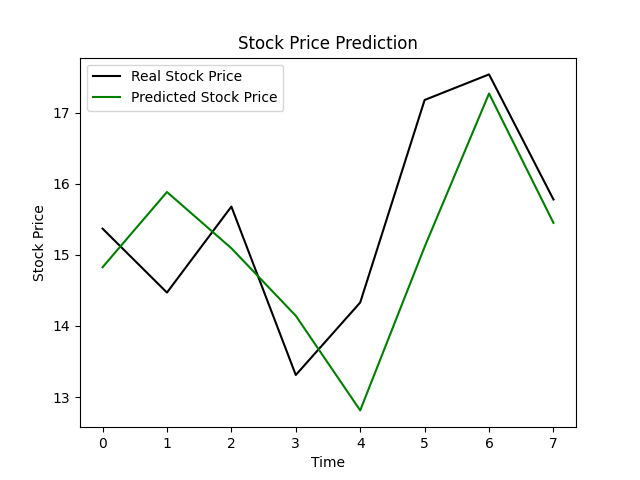 Stock Price Prediction
Real Stock Price
Predicted Stock Price
Stock Price
17
16
15
14
13
0 1 2 3 4 5 6 7
Time